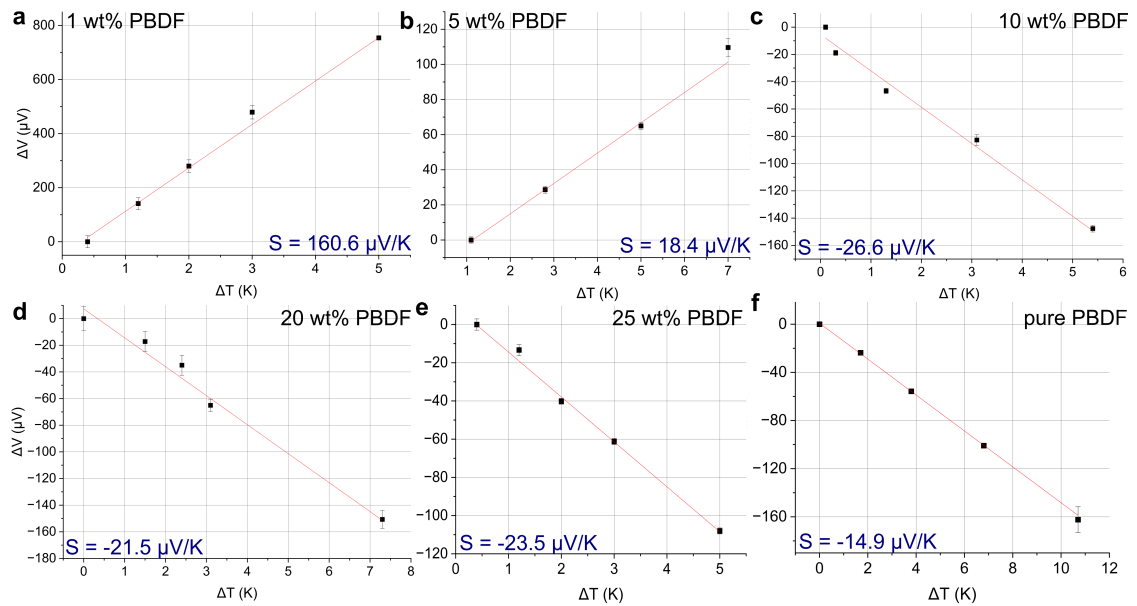 a 1 wt% PBDF
800
600
400
200
0
ΔV (μV)
0 1 2 3 4 5
ΔT (K)
S = 160.6 μV/K
b 5 wt% PBDF
120
100
80
60
40
20
0
1 2 3 4 5 6 7
ΔT (K)
S = 18.4 μV/K
c 10 wt% PBDF
0
−20
−40
−60
−80
−100
−120
−140
−160
0 1 2 3 4 5 6
ΔT (K)
S = -26.6 μV/K
d 20 wt% PBDF
0
−20
−40
−60
−80
−100
−120
−140
−160
−180
ΔV (μV)
0 1 2 3 4 5 6 7 8
ΔT (K)
S = -21.5 μV/K
e 25 wt% PBDF
0
−20
−40
−60
−80
−100
−120
0 1 2 3 4 5
ΔT (K)
S = -23.5 μV/K
f pure PBDF
0
−40
−80
−120
−160
0 2 4 6 8 10 12
ΔT (K)
S = -14.9 μV/K